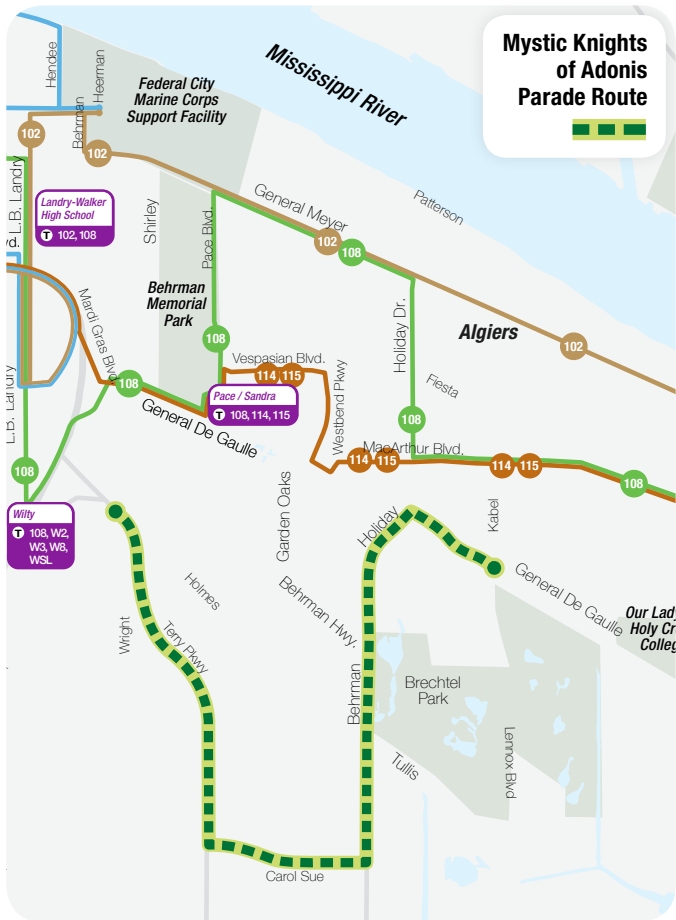 Mystic Knights
of Adonis
Parade Route
Mississippi River
Hendee
Heerman
Behrman
Federal City
Marine Corps
Support Facility
102
102
L.B. Landry
Landry-Walker
High School
T 102, 108
Shirley
Pace Blvd.
General Meyer
Patterson
102
108
Behrman
Memorial
Park
Mardi Gras Blvd
Holiday Dr.
Algiers
108
102
Vespasian Blvd.
114
115
108
L.B. Landry
General De Gaulle
Pace / Sandra
T 108, 114, 115
Westbend Pkwy
Fiesta
108
MacArthur Blvd.
114
115
114
115
108
108
Wilty
T 108, W2,
W3, W8,
WSL
Garden Oaks
Holiday
Kabel
General De Gaulle
Our Lady
Holy Cr
Colleg
Holmes
Wright
Terry Pkwy
Behrman Hwy.
Behrman
Brechtel
Park
Lennox Blvd
Tullis
Carol Sue